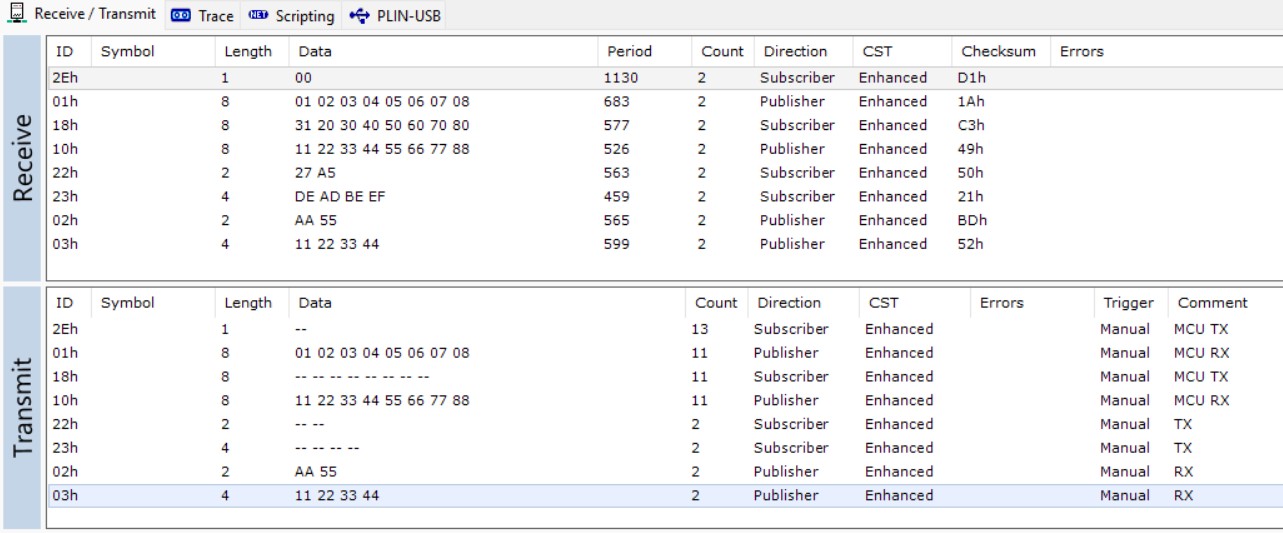 Receive / Transmit Trace Scripting PLIN-USB
Receive
ID Symbol Length Data Period Count Direction CST Checksum Errors
2Eh 1 00 1130 2 Subscriber Enhanced D1h
01h 8 01 02 03 04 05 06 07 08 683 2 Publisher Enhanced 1Ah
18h 8 31 20 30 40 50 60 70 80 577 2 Subscriber Enhanced C3h
10h 8 11 22 33 44 55 66 77 88 526 2 Publisher Enhanced 49h
22h 2 27 A5 563 2 Subscriber Enhanced 50h
23h 4 DE AD BE EF 459 2 Subscriber Enhanced 21h
02h 2 AA 55 565 2 Publisher Enhanced BDh
03h 4 11 22 33 44 599 2 Publisher Enhanced 52h
Transmit
ID Symbol Length Data Count Direction CST Errors Trigger Comment
2Eh 1 -- 13 Subscriber Enhanced Manual MCU TX
01h 8 01 02 03 04 05 06 07 08 11 Publisher Enhanced Manual MCU RX
18h 8 -- -- -- -- -- -- -- -- 11 Subscriber Enhanced Manual MCU TX
10h 8 11 22 33 44 55 66 77 88 11 Publisher Enhanced Manual MCU RX
22h 2 -- -- 2 Subscriber Enhanced Manual TX
23h 4 -- -- -- -- 2 Subscriber Enhanced Manual TX
02h 2 AA 55 2 Publisher Enhanced Manual RX
03h 4 11 22 33 44 2 Publisher Enhanced Manual RX